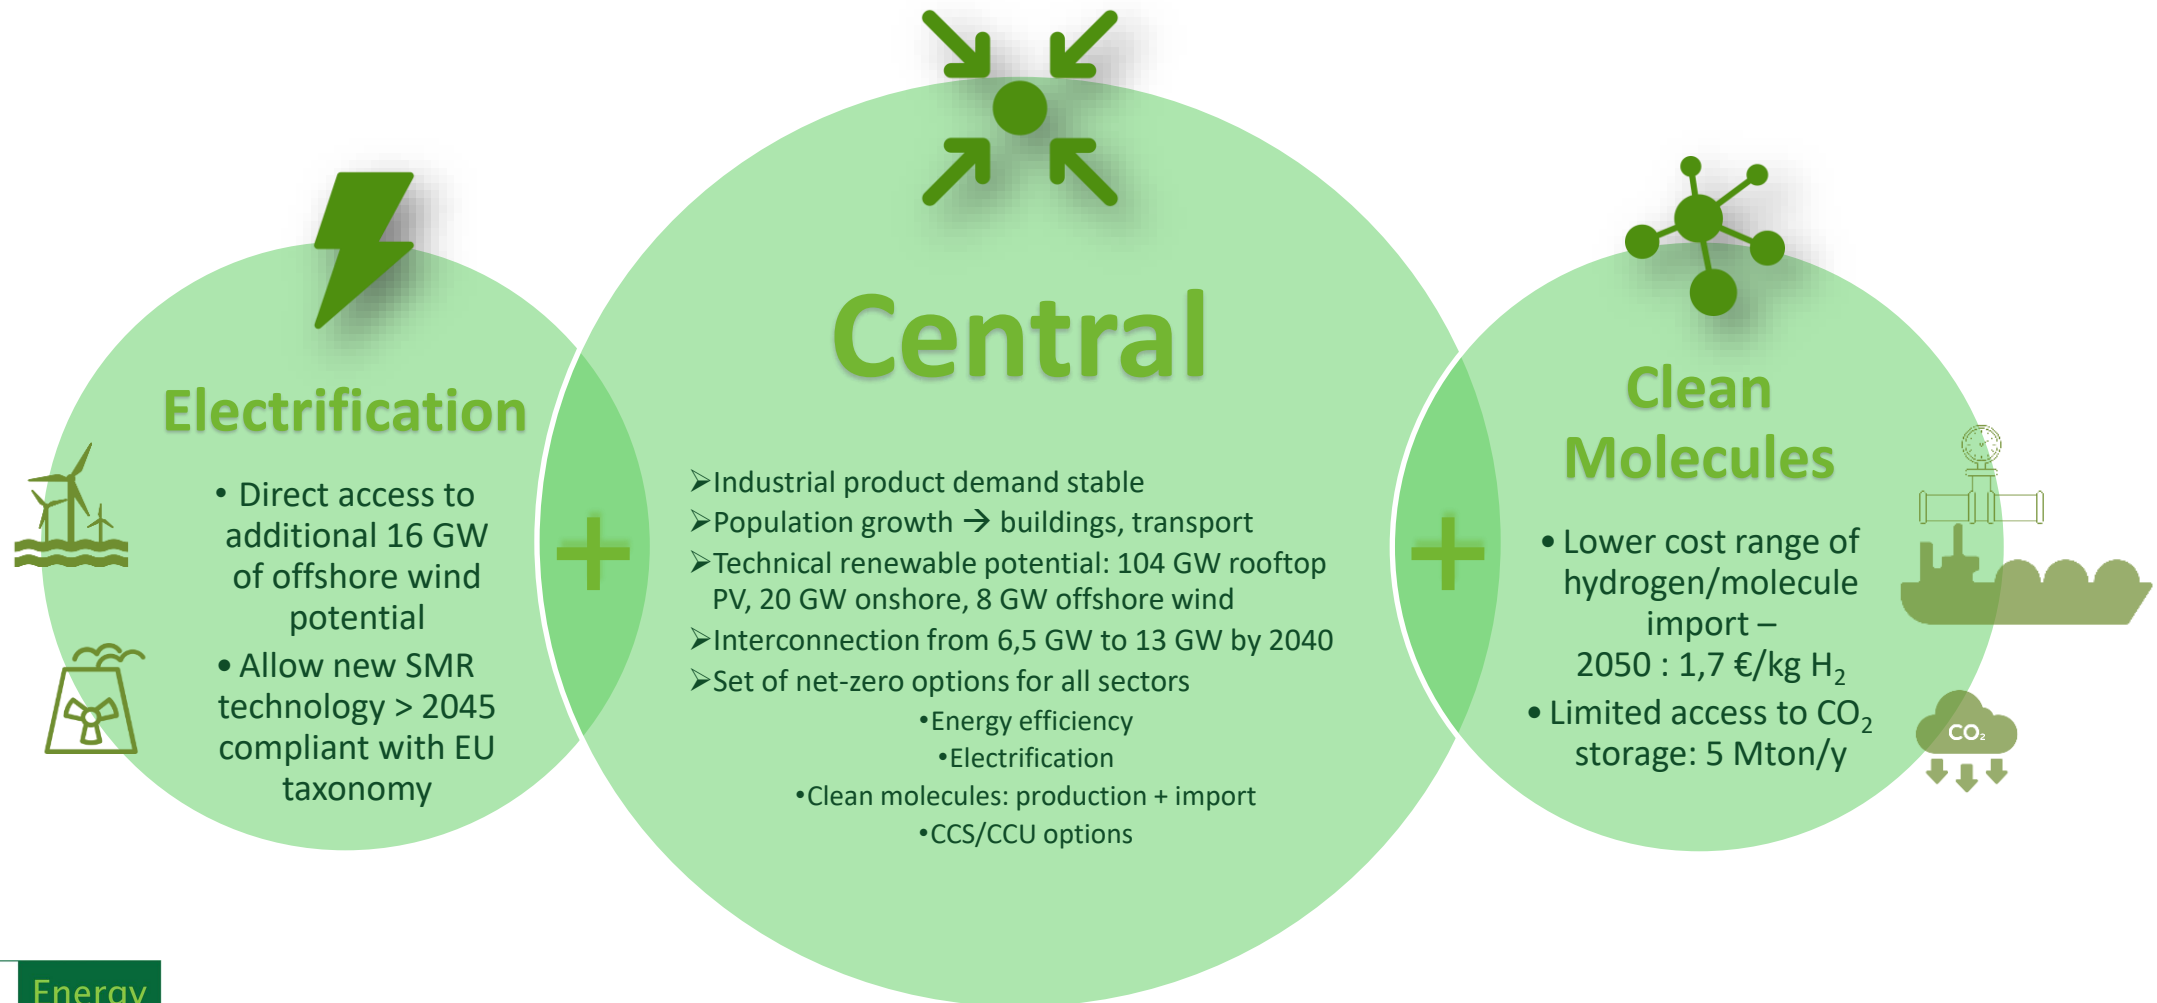 Electrification
• Direct access to
additional 16 GW
of offshore wind
potential
• Allow new SMR
technology > 2045
compliant with EU
taxonomy
+
Central
➢Industrial product demand stable
➢Population growth → buildings, transport
➢Technical renewable potential: 104 GW rooftop
PV, 20 GW onshore, 8 GW offshore wind
➢Interconnection from 6,5 GW to 13 GW by 2040
➢Set of net-zero options for all sectors
•Energy efficiency
•Electrification
•Clean molecules: production + import
•CCS/CCU options
+
Clean
Molecules
• Lower cost range of
hydrogen/molecule
import –
2050 : 1,7 €/kg H₂
• Limited access to CO₂
storage: 5 Mton/y
CO₂
Energy